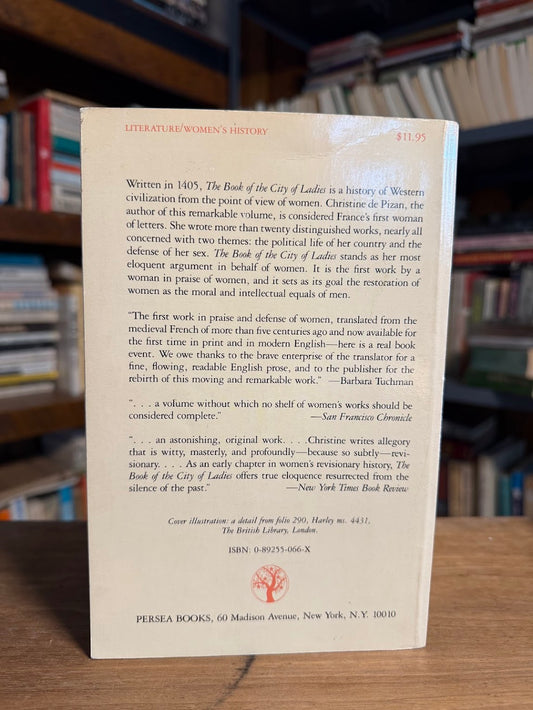 LITERATURE/WOMEN'S HISTORY
$11.95
Written in 1405, The Book of the City of Ladies is a history of Western
civilization from the point of view of women. Christine de Pizan, the
author of this remarkable volume, is considered France's first woman
of letters. She wrote more than twenty distinguished works, nearly all
concerned with two themes: the political life of her country and the
defense of her sex. The Book of the City of Ladies stands as her most
eloquent argument in behalf of women. It is the first work by a
woman in praise of women, and it sets as its goal the restoration of
women as the moral and intellectual equals of men.
"The first work in praise and defense of women, translated from the
medieval French of more than five centuries ago and now available for
the first time in print and in modern English—here is a real book
event. We owe thanks to the brave enterprise of the translator for a
fine, flowing, readable English prose, and to the publisher for the
rebirth of this moving and remarkable work." —Barbara Tuchman
". . . a volume without which no shelf of women's works should be
considered complete." —San Francisco Chronicle
". . . an astonishing, original work. . . .Christine writes allegory
that is witty, masterly, and profoundly—because so subtly—revi-
sionary. . . . As an early chapter in women's revisionary history, The
Book of the City of Ladies offers true eloquence resurrected from the
silence of the past." —New York Times Book Review
Cover illustration: a detail from folio 290, Harley ms. 4431,
The British Library, London.
ISBN: 0-89255-066-X
PERSEA BOOKS, 60 Madison Avenue, New York, N.Y. 10010